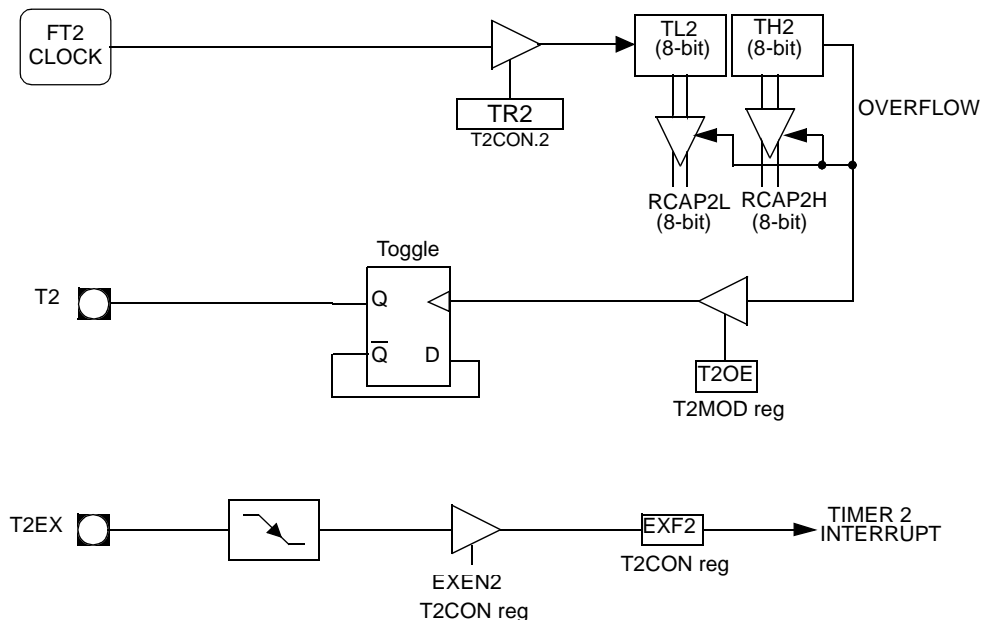 FT2
CLOCK
TR2
T2CON.2
TL2
(8-bit)
TH2
(8-bit)
OVERFLOW
RCAP2L
(8-bit)
RCAP2H
(8-bit)
Toggle
T2
Q
Q̅
D
T2OE
T2MOD reg
T2EX
EXEN2
T2CON reg
EXF2
T2CON reg
TIMER 2
INTERRUPT